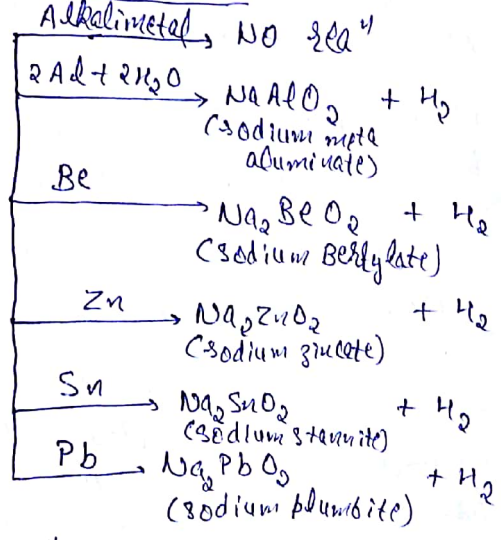 Alkalimetal → NO rea^n
2Al + 2H₂O → NaAlO₂ + H₂
(sodium meta
aluminate)
Be → Na₂BeO₂ + H₂
(sodium Berlylate)
Zn → Na₂ZnO₂ + H₂
(sodium zincate)
Sn → Na₂SnO₂ + H₂
(sodium stannite)
Pb → Na₂PbO₂ + H₂
(sodium plumbite)